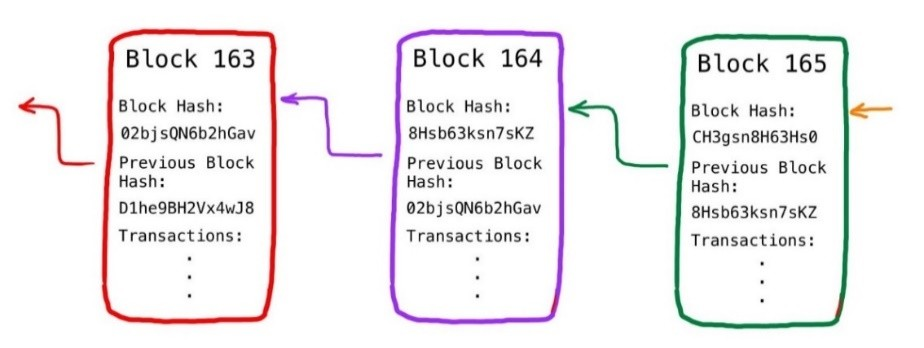 Block 163
Block Hash:
02bjsQN6b2hGav
Previous Block
Hash:
D1he9BH2Vx4wJ8
Transactions:
.
.
.
Block 164
Block Hash:
8Hsb63ksn7sKZ
Previous Block
Hash:
02bjsQN6b2hGav
Transactions:
.
.
.
Block 165
Block Hash:
CH3gsn8H63Hs0
Previous Block
Hash:
8Hsb63ksn7sKZ
Transactions:
.
.
.